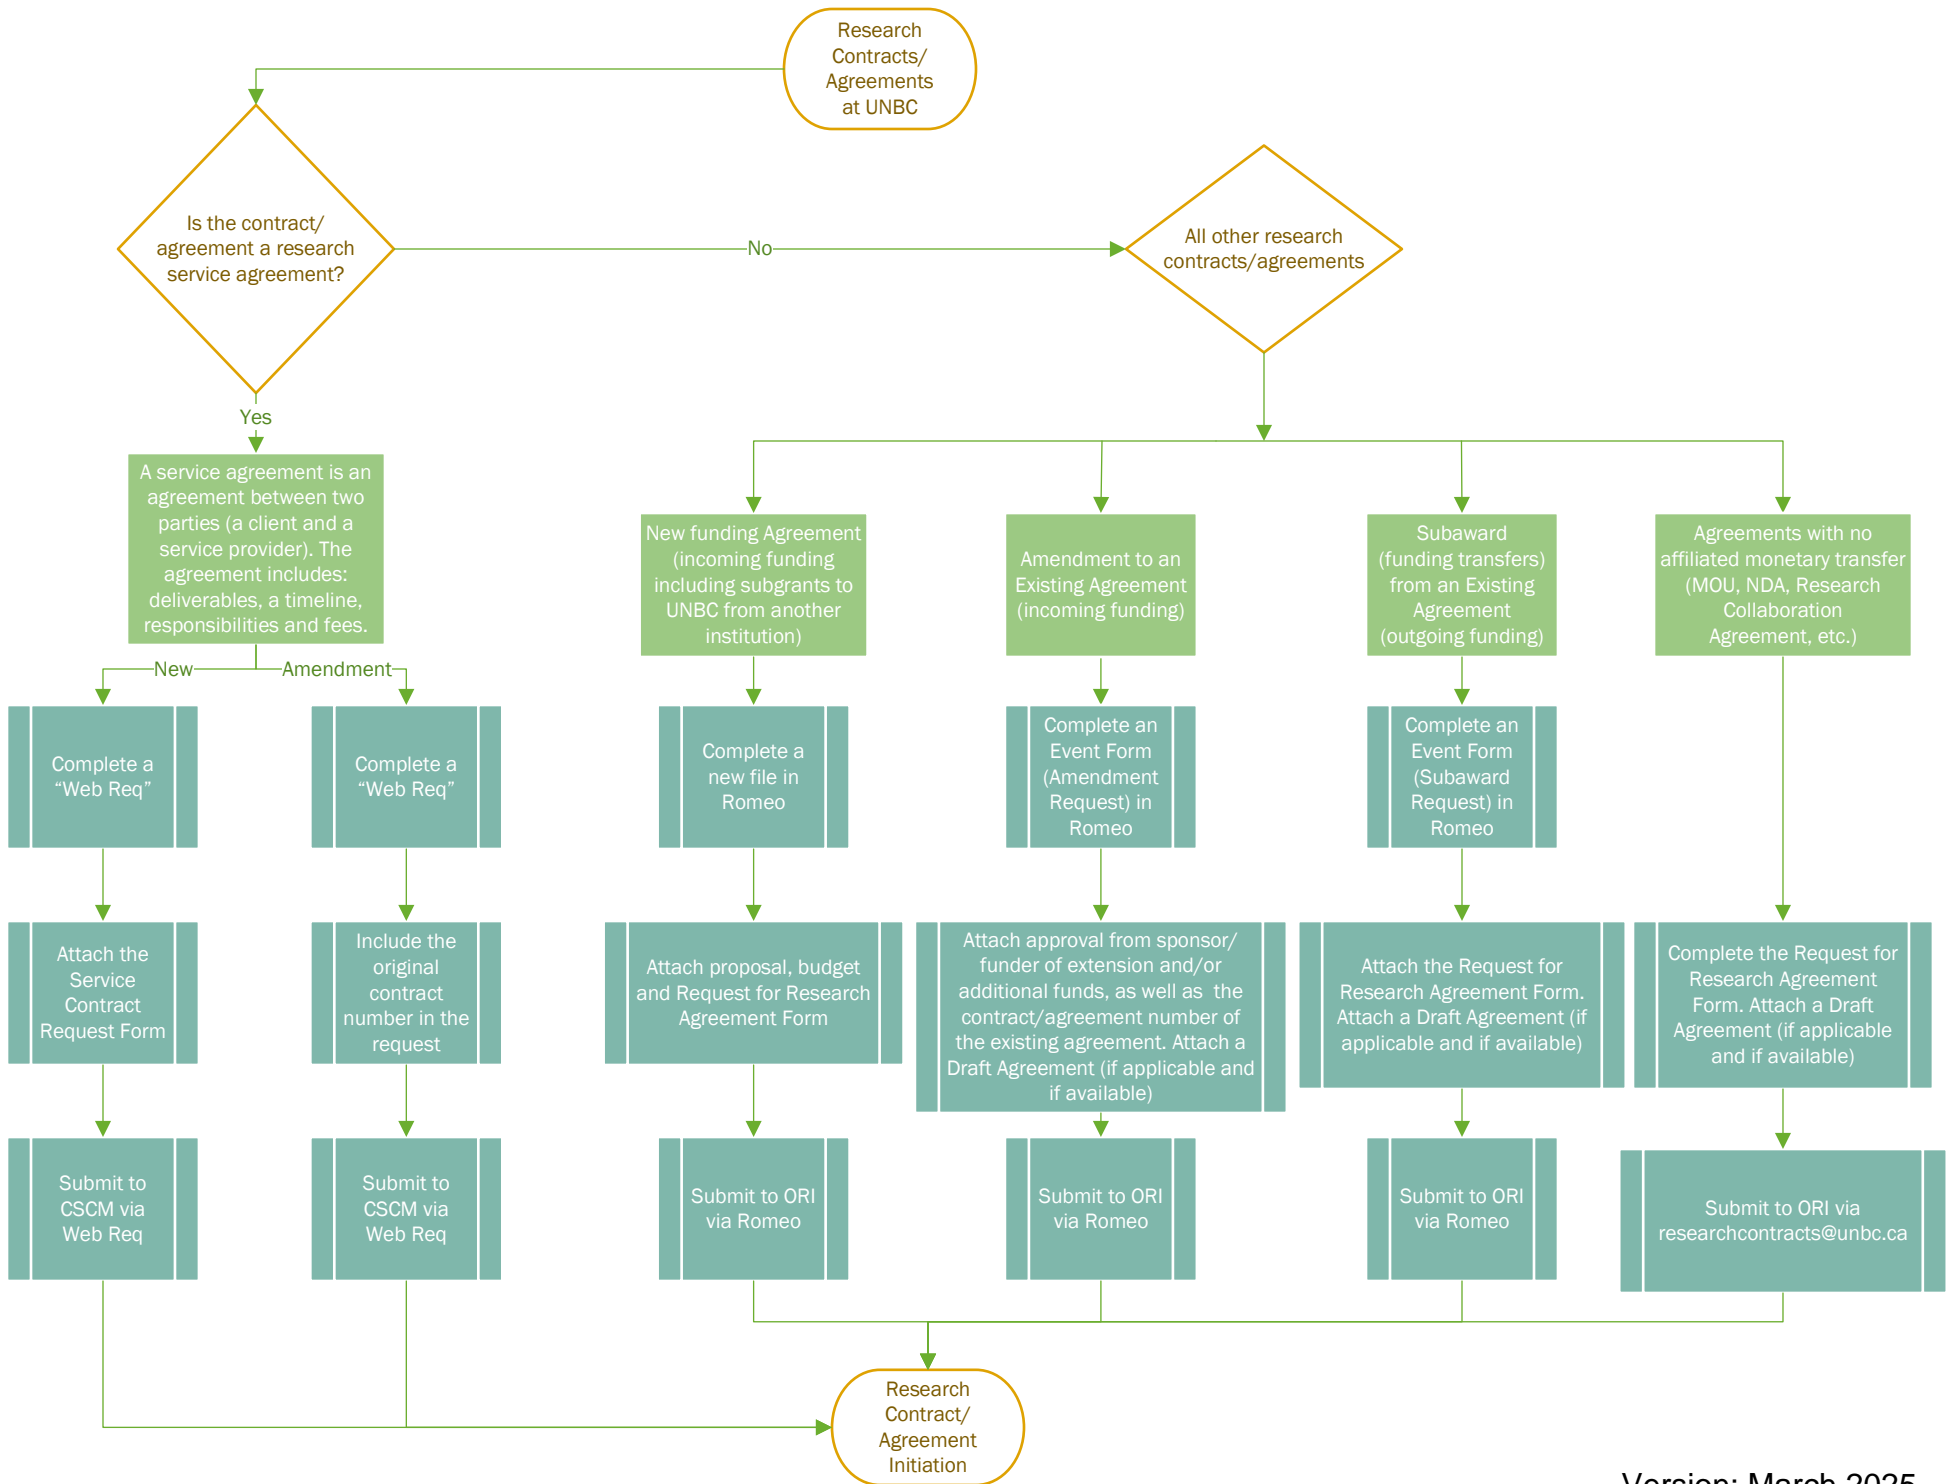 Research
Contracts/
Agreements
at UNBC
Is the contract/
agreement a research
service agreement?
No
All other research
contracts/agreements
Yes
A service agreement is an
agreement between two
parties (a client and a
service provider). The
agreement includes:
deliverables, a timeline,
responsibilities and fees.
New funding Agreement
(incoming funding
including subgrants to
UNBC from another
institution)
Amendment to an
Existing Agreement
(incoming funding)
Subaward
(funding transfers)
from an Existing
Agreement
(outgoing funding)
Agreements with no
affiliated monetary transfer
(MOU, NDA, Research
Collaboration
Agreement, etc.)
New
Amendment
Complete a
“Web Req”
Complete a
“Web Req”
Complete a
new file in
Romeo
Complete an
Event Form
(Amendment
Request) in
Romeo
Complete an
Event Form
(Subaward
Request) in
Romeo
Attach the
Service
Contract
Request Form
Include the
original
contract
number in the
request
Attach proposal, budget
and Request for Research
Agreement Form
Attach approval from sponsor/
funder of extension and/or
additional funds, as well as  the
contract/agreement number of
the existing agreement. Attach a
Draft Agreement (if applicable and
if available)
Attach the Request for
Research Agreement Form.
Attach a Draft Agreement (if
applicable and if available)
Complete the Request for
Research Agreement
Form. Attach a Draft
Agreement (if applicable
and if available)
Submit to
CSCM via
Web Req
Submit to
CSCM via
Web Req
Submit to ORI
via Romeo
Submit to ORI
via Romeo
Submit to ORI
via Romeo
Submit to ORI via
researchcontracts@unbc.ca
Research
Contract/
Agreement
Initiation
Version: March 2025